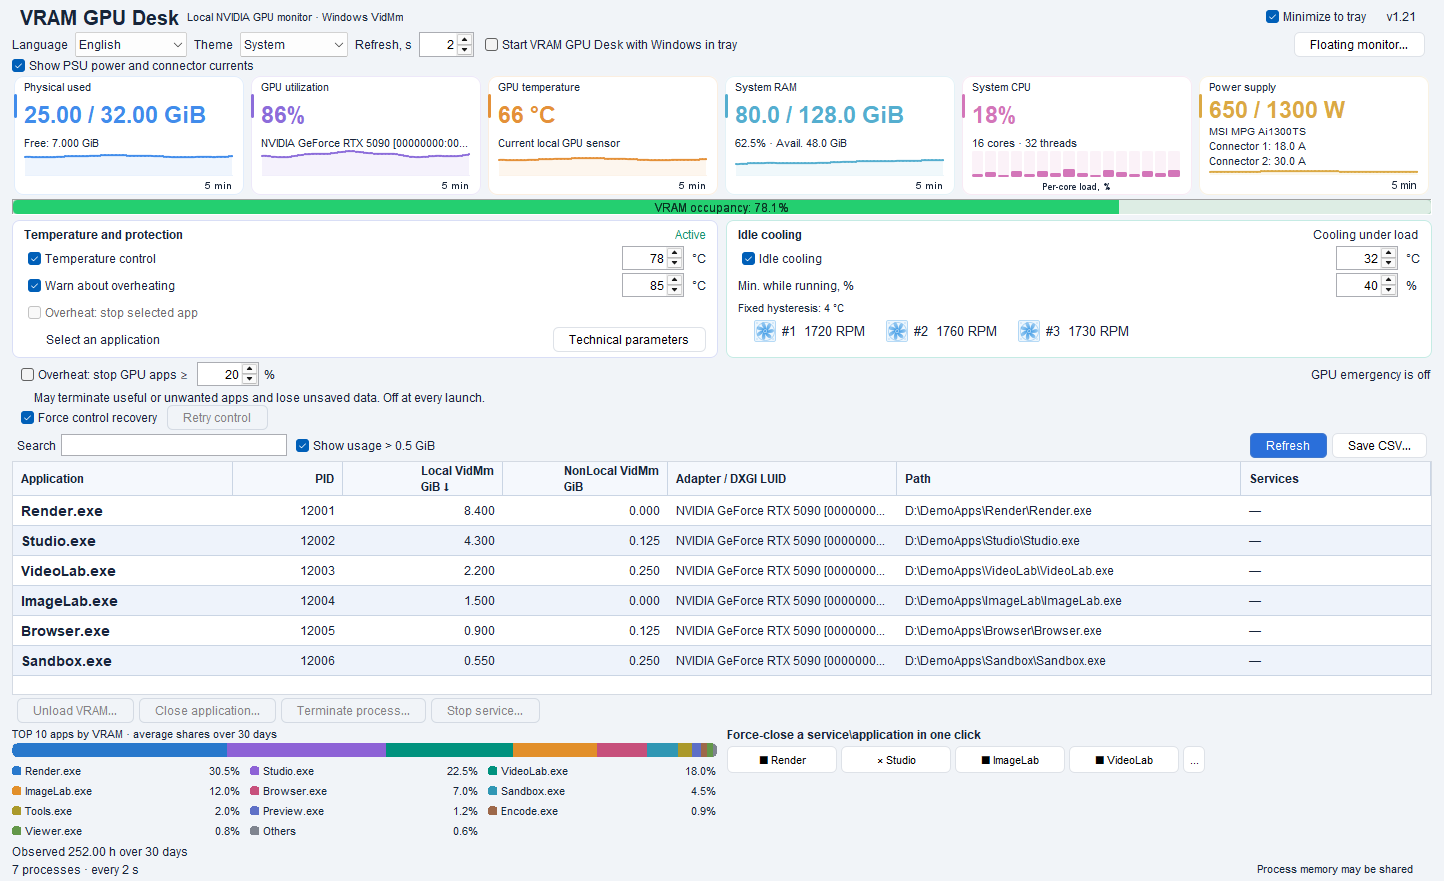 VRAM GPU Desk Local NVIDIA GPU monitor · Windows VidMm Minimize to tray v1.21
Language English Theme System Refresh, s 2 Start VRAM GPU Desk with Windows in tray Floating monitor...
Show PSU power and connector currents
Physical used
25.00 / 32.00 GiB
Free: 7.000 GiB
5 min
GPU utilization
86%
NVIDIA GeForce RTX 5090 [00000000:00...
5 min
GPU temperature
66 °C
Current local GPU sensor
5 min
System RAM
80.0 / 128.0 GiB
62.5% · Avail. 48.0 GiB
5 min
System CPU
18%
16 cores · 32 threads
Per-core load, %
Power supply
650 / 1300 W
MSI MPG Ai1300TS
Connector 1: 18.0 A
Connector 2: 30.0 A
5 min
VRAM occupancy: 78.1%
Temperature and protection Active
Temperature control 78 °C
Warn about overheating 85 °C
Overheat: stop selected app
Select an application Technical parameters
Idle cooling Cooling under load
Idle cooling 32 °C
Min. while running, % 40 %
Fixed hysteresis: 4 °C
#1 1720 RPM #2 1760 RPM #3 1730 RPM
Overheat: stop GPU apps ≥ 20 % GPU emergency is off
May terminate useful or unwanted apps and lose unsaved data. Off at every launch.
Force control recovery Retry control
Search Show usage > 0.5 GiB Refresh Save CSV...
Application PID Local VidMm GiB ↓ NonLocal VidMm GiB Adapter / DXGI LUID Path Services
Render.exe 12001 8.400 0.000 NVIDIA GeForce RTX 5090 [0000000... D:\DemoApps\Render\Render.exe —
Studio.exe 12002 4.300 0.125 NVIDIA GeForce RTX 5090 [0000000... D:\DemoApps\Studio\Studio.exe —
VideoLab.exe 12003 2.200 0.250 NVIDIA GeForce RTX 5090 [0000000... D:\DemoApps\VideoLab\VideoLab.exe —
ImageLab.exe 12004 1.500 0.000 NVIDIA GeForce RTX 5090 [0000000... D:\DemoApps\ImageLab\ImageLab.exe —
Browser.exe 12005 0.900 0.125 NVIDIA GeForce RTX 5090 [0000000... D:\DemoApps\Browser\Browser.exe —
Sandbox.exe 12006 0.550 0.250 NVIDIA GeForce RTX 5090 [0000000... D:\DemoApps\Sandbox\Sandbox.exe —
Unload VRAM... Close application... Terminate process... Stop service...
TOP 10 apps by VRAM · average shares over 30 days
Render.exe 30.5% Studio.exe 22.5% VideoLab.exe 18.0%
ImageLab.exe 12.0% Browser.exe 7.0% Sandbox.exe 4.5%
Tools.exe 2.0% Preview.exe 1.2% Encode.exe 0.9%
Viewer.exe 0.8% Others 0.6%
Force-close a service\application in one click
■ Render × Studio ■ ImageLab ■ VideoLab ...
Observed 252.00 h over 30 days
7 processes · every 2 s Process memory may be shared